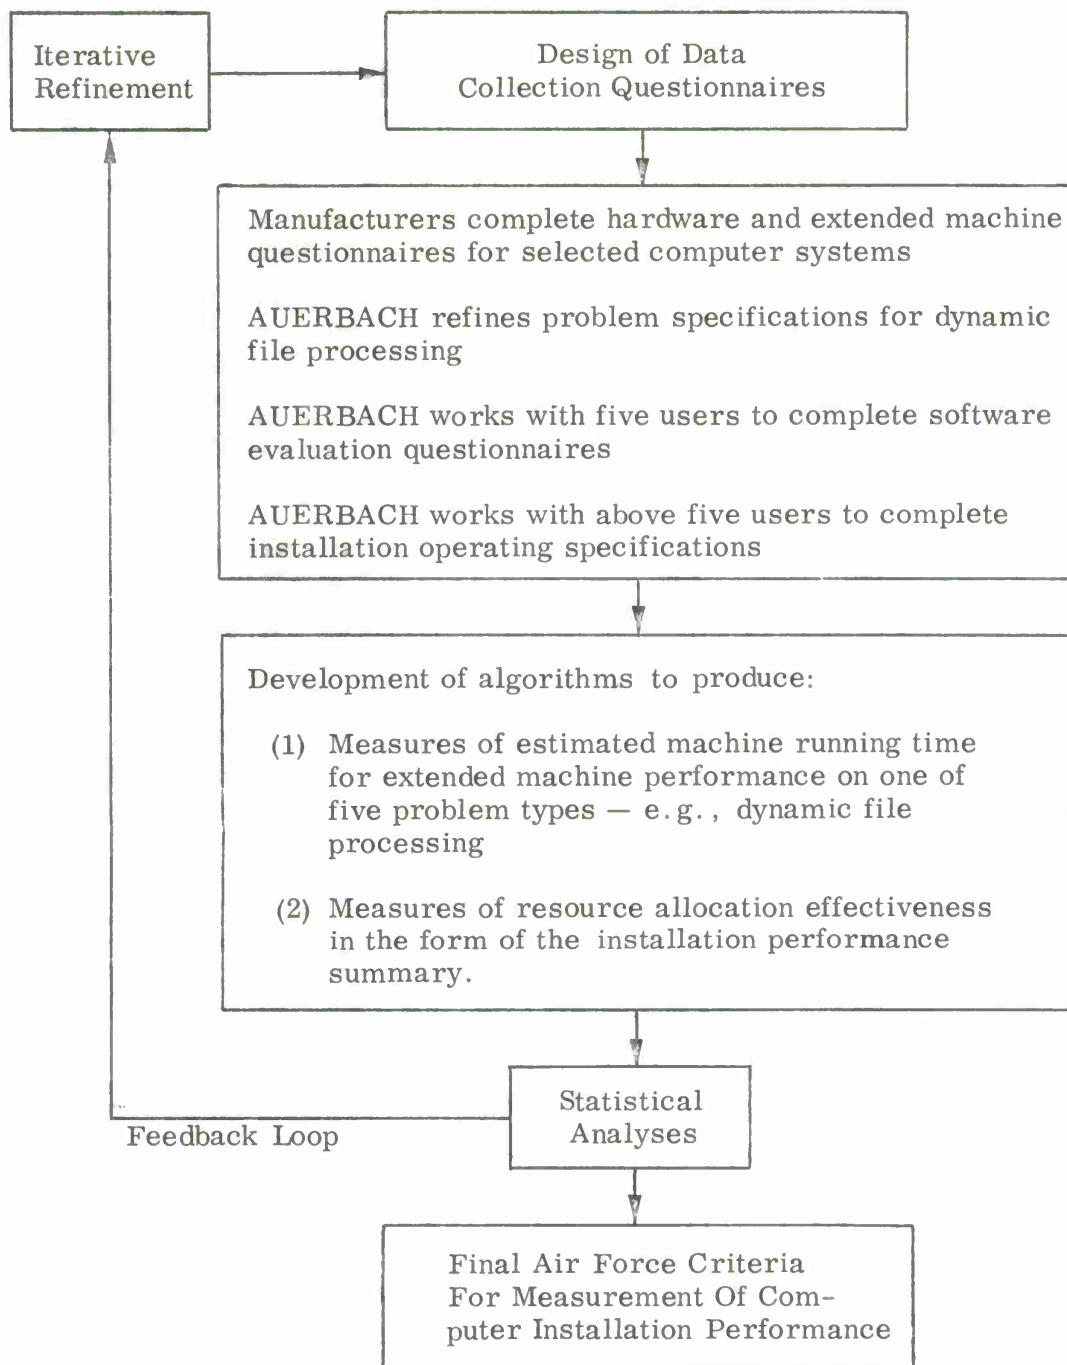 Iterative
Refinement
Design of Data
Collection Questionnaires
Manufacturers complete hardware and extended machine
questionnaires for selected computer systems
AUERBACH refines problem specifications for dynamic
file processing
AUERBACH works with five users to complete software
evaluation questionnaires
AUERBACH works with above five users to complete
installation operating specifications
Development of algorithms to produce:
(1) Measures of estimated machine running time
for extended machine performance on one of
five problem types — e.g., dynamic file
processing
(2) Measures of resource allocation effectiveness
in the form of the installation performance
summary.
Statistical
Analyses
Feedback Loop
Final Air Force Criteria
For Measurement Of Com-
puter Installation Performance